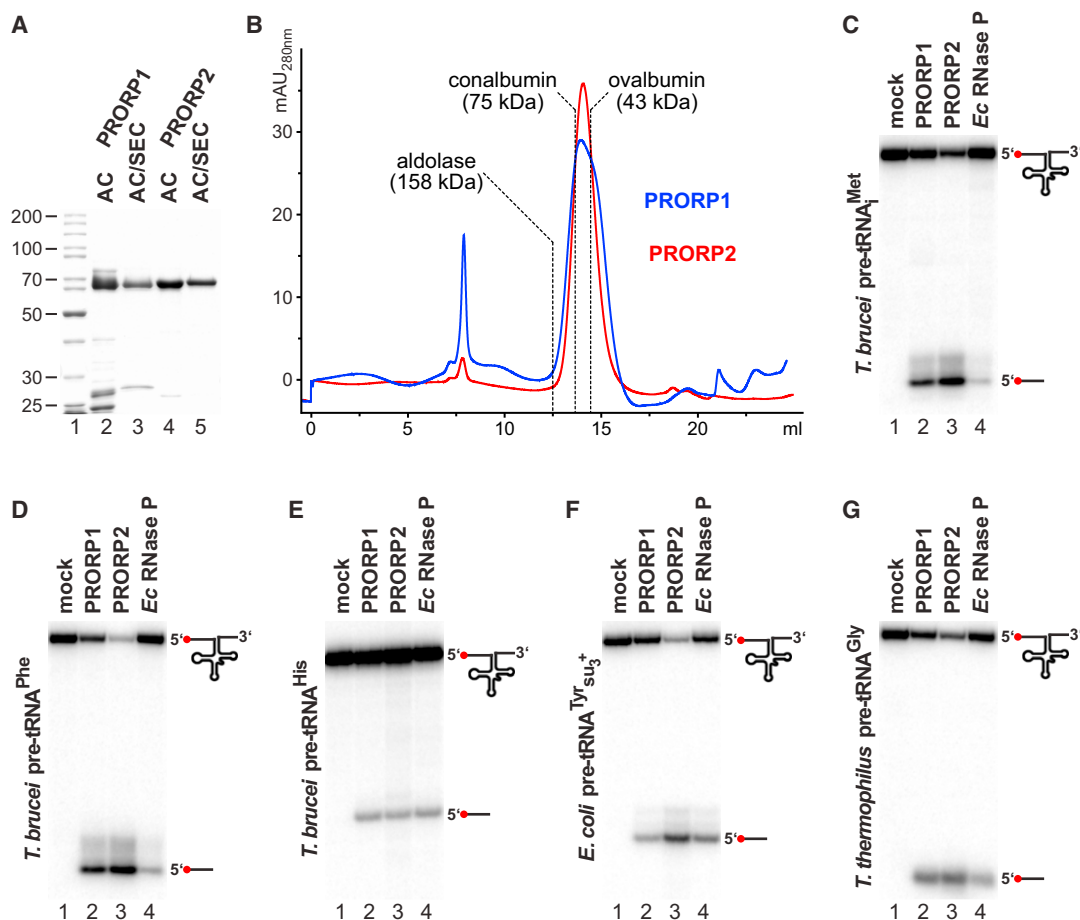 A
PRORP1
PRORP2
AC
AC/SEC
AC
AC/SEC
200
100
70
50
30
25
1 2 3 4 5
B
mAU280nm
30
20
10
0
0 5 10 15 20 ml
conalbumin
(75 kDa)
ovalbumin
(43 kDa)
aldolase
(158 kDa)
PRORP1
PRORP2
C
mock
PRORP1
PRORP2
Ec RNase P
T. brucei pre-tRNAiMet
5‘ 3‘
5‘
1 2 3 4
D
mock
PRORP1
PRORP2
Ec RNase P
T. brucei pre-tRNAPhe
5‘ 3‘
5‘
1 2 3 4
E
mock
PRORP1
PRORP2
Ec RNase P
T. brucei pre-tRNAHis
5‘ 3‘
5‘
1 2 3 4
F
mock
PRORP1
PRORP2
Ec RNase P
E. coli pre-tRNATyrsu3+
5‘ 3‘
5‘
1 2 3 4
G
mock
PRORP1
PRORP2
Ec RNase P
T. thermophilus pre-tRNAGly
5‘ 3‘
5‘
1 2 3 4